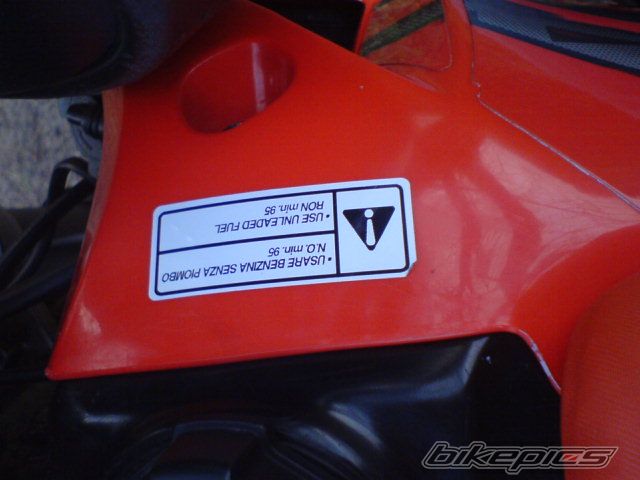 • USARE BENZINA SENZA PIOMBO
N.O. min. 95
• USE UNLEADED FUEL
RON min. 95
bikepics